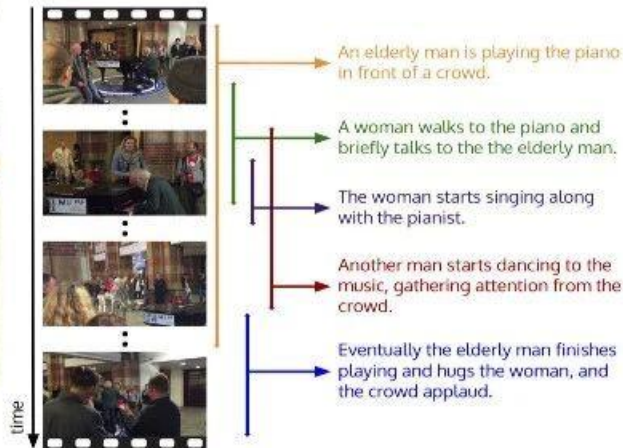 An elderly man is playing the piano
in front of a crowd.
A woman walks to the piano and
briefly talks to the the elderly man.
The woman starts singing along
with the pianist.
Another man starts dancing to the
music, gathering attention from the
crowd.
Eventually the elderly man finishes
playing and hugs the woman, and
the crowd applaud.
time